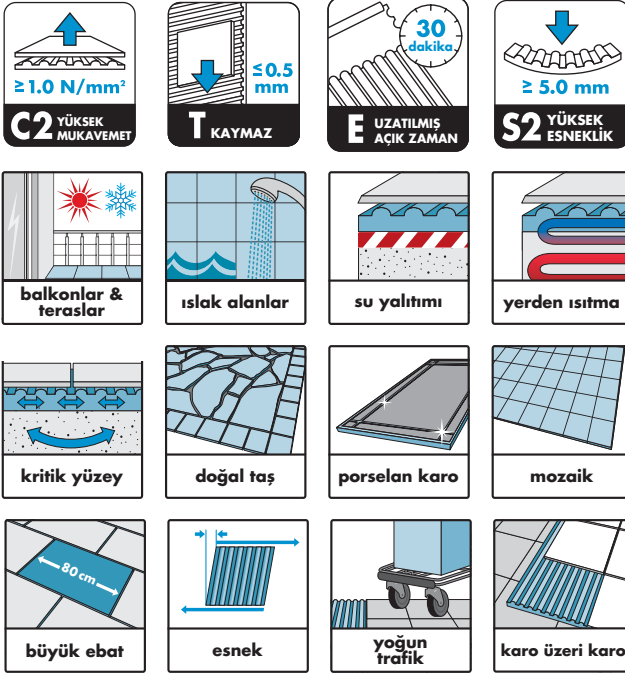 ≥1.0 N/mm²
C2 YÜKSEK
MUKAVEMET
≤0.5
mm
T KAYMAZ
30
dakika
E UZATILMIŞ
AÇIK ZAMAN
≥ 5.0 mm
S2 YÜKSEK
ESNEKLİK
balkonlar &
teraslar
ıslak alanlar
su yalıtımı
yerden ısıtma
kritik yüzey
doğal taş
porselan karo
mozaik
80 cm
büyük ebat
esnek
yoğun
trafik
karo üzeri karo